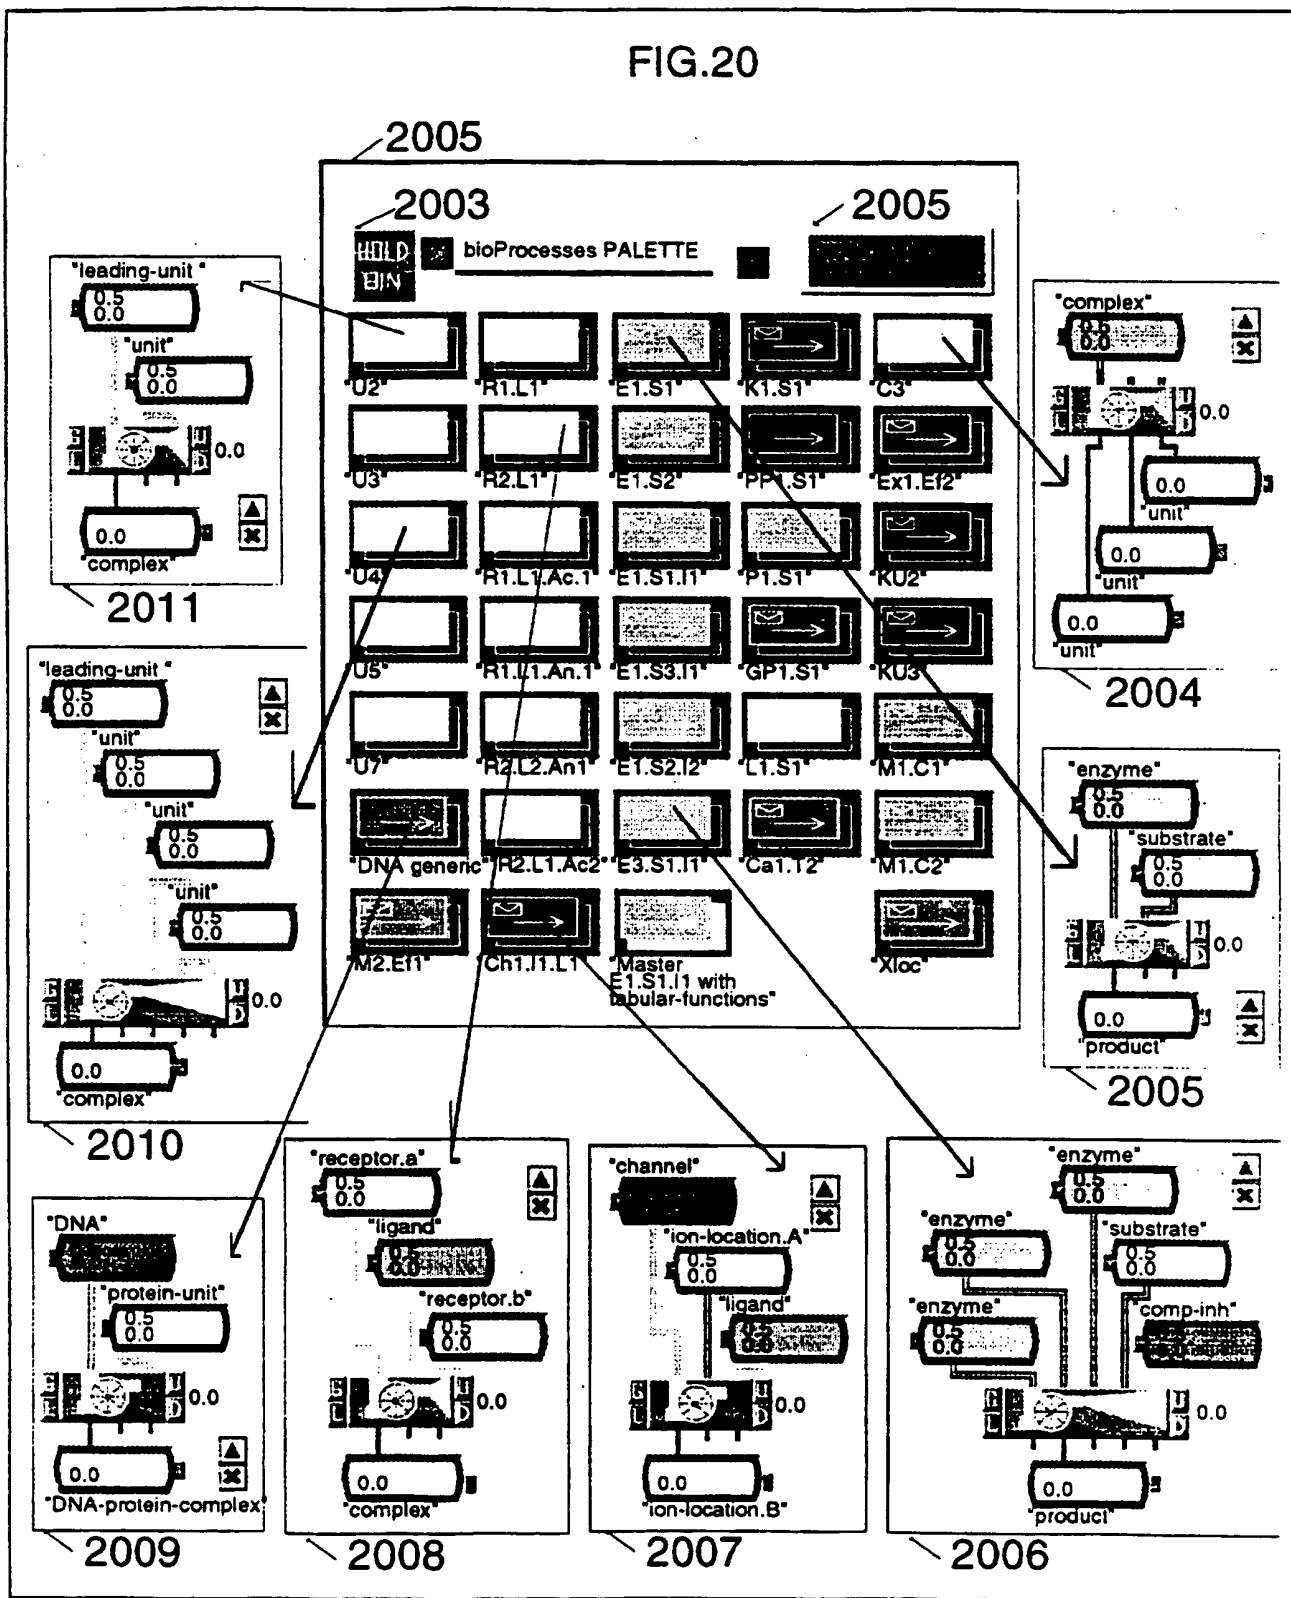 FIG.20
2005
2003
2005
HOLD
BIN
bioProcesses PALETTE
"U2"
"R1.L1"
"E1.S1"
"K1.S1"
"C3"
"U3"
"R2.L1"
"E1.S2"
"PP1.S1"
"Ex1.Ef2"
"U4"
"R1.L1.Ac.1"
"E1.S1.I1"
"P1.S1"
"KU2"
"U5"
"R1.L1.An.1"
"E1.S3.I1"
"GP1.S1"
"KU3"
"U7"
"R2.L2.An1"
"E1.S2.I2"
"L1.S1"
"M1.C1"
"DNA generic"
"R2.L1.Ac2"
"E3.S1.I1"
"Ca1.T2"
"M1.C2"
"M2.Ef1"
"Ch1.I1.L1"
"Master
E1.S1.I1 with
tabular-functions"
"Xloc"
"leading-unit "
0.5
0.0
"unit"
0.5
0.0
0.0
0.0
"complex"
2011
"leading-unit "
0.5
0.0
"unit"
0.5
0.0
"unit"
0.5
0.0
"unit"
0.5
0.0
0.0
0.0
"complex"
2010
"DNA"
"protein-unit"
0.5
0.0
0.0
0.0
"DNA-protein-complex"
2009
"receptor.a"
0.5
0.0
"ligand"
0.5
0.0
"receptor.b"
0.5
0.0
0.0
0.0
"complex"
2008
"channel"
"ion-location.A"
0.5
0.0
"ligand"
0.5
0.0
0.0
0.0
"ion-location.B"
2007
"enzyme"
0.5
0.0
"enzyme"
0.5
0.0
"substrate"
0.5
0.0
"enzyme"
0.5
0.0
"comp-inh"
0.0
0.0
"product"
2006
"complex"
0.5
0.0
0.0
0.0
"unit"
0.0
"unit"
0.0
"unit"
2004
"enzyme"
0.5
0.0
"substrate"
0.5
0.0
0.0
0.0
"product"
2005